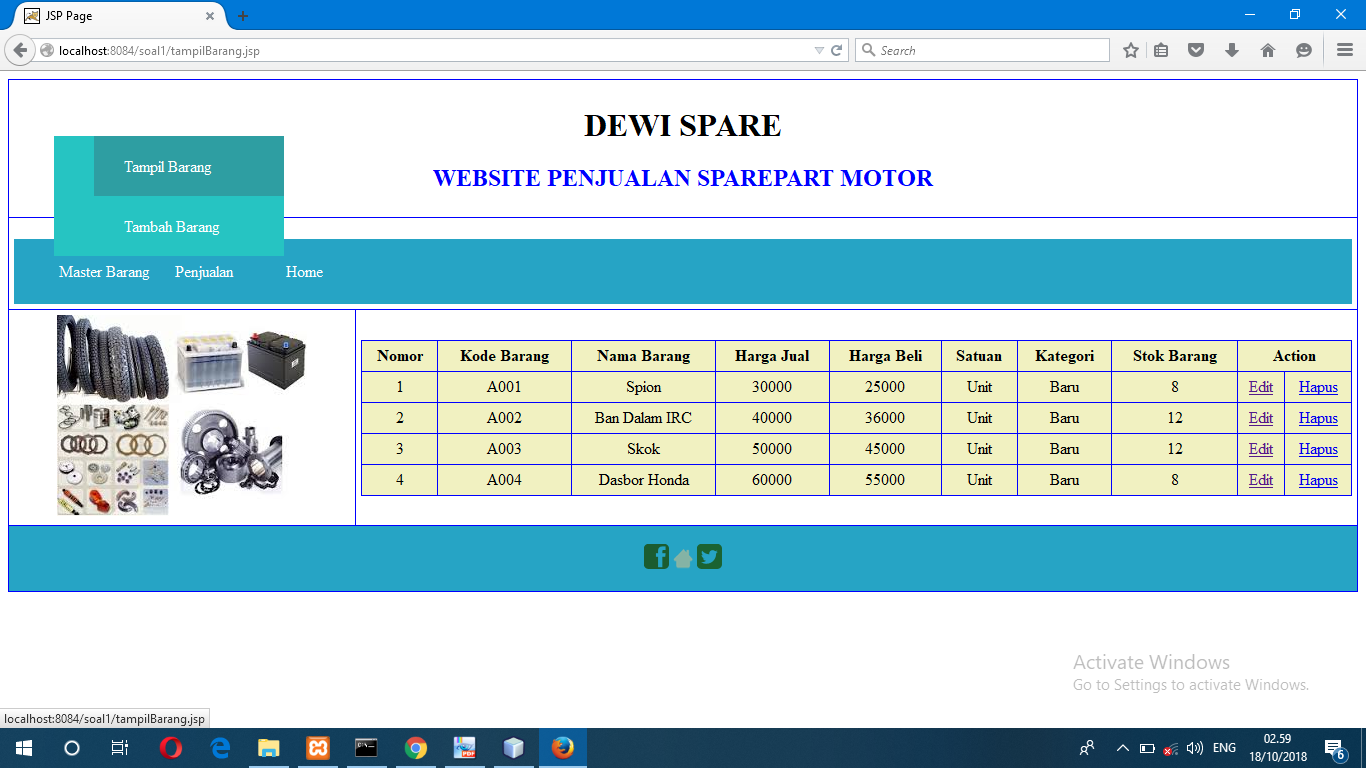 JSP Page
localhost:8084/soal1/tampilBarang.jsp
Search
DEWI SPARE
WEBSITE PENJUALAN SPAREPART MOTOR
Tampil Barang
Tambah Barang
Master Barang Penjualan Home
Nomor Kode Barang Nama Barang Harga Jual Harga Beli Satuan Kategori Stok Barang Action
1 A001 Spion 30000 25000 Unit Baru 8 Edit Hapus
2 A002 Ban Dalam IRC 40000 36000 Unit Baru 12 Edit Hapus
3 A003 Skok 50000 45000 Unit Baru 12 Edit Hapus
4 A004 Dasbor Honda 60000 55000 Unit Baru 8 Edit Hapus
Activate Windows
Go to Settings to activate Windows.
localhost:8084/soal1/tampilBarang.jsp
PDF
ENG
02.59
18/10/2018
6